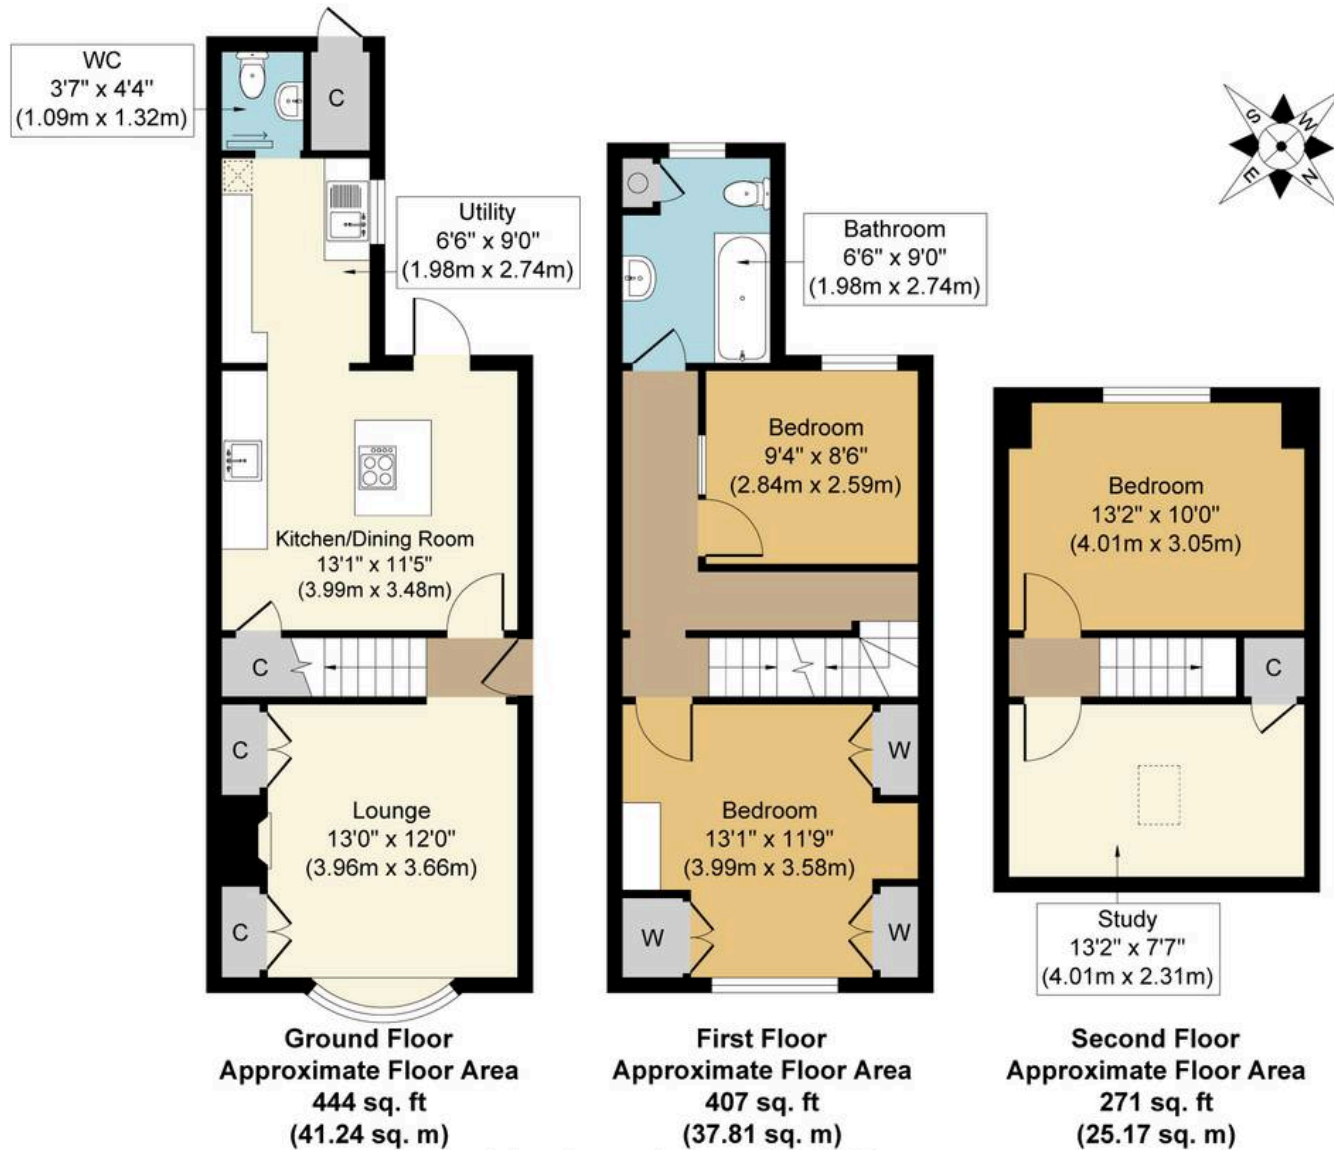 WC
3'7" x 4'4"
(1.09m x 1.32m)
C
Utility
6'6" x 9'0"
(1.98m x 2.74m)
Kitchen/Dining Room
13'1" x 11'5"
(3.99m x 3.48m)
C
C
Lounge
13'0" x 12'0"
(3.96m x 3.66m)
C
Ground Floor
Approximate Floor Area
444 sq. ft
(41.24 sq. m)
Bathroom
6'6" x 9'0"
(1.98m x 2.74m)
Bedroom
9'4" x 8'6"
(2.84m x 2.59m)
W
Bedroom
13'1" x 11'9"
(3.99m x 3.58m)
W
W
First Floor
Approximate Floor Area
407 sq. ft
(37.81 sq. m)
S
W
E
N
Bedroom
13'2" x 10'0"
(4.01m x 3.05m)
C
Study
13'2" x 7'7"
(4.01m x 2.31m)
Second Floor
Approximate Floor Area
271 sq. ft
(25.17 sq. m)